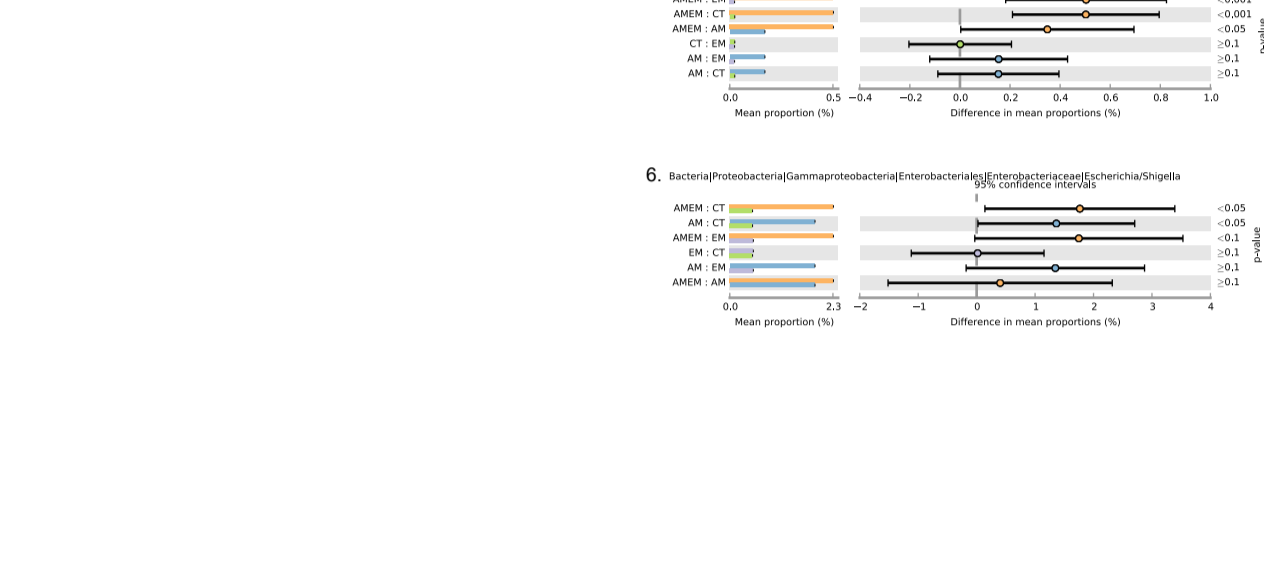 AMEM : EM <0,001
AMEM : CT <0,001
AMEM : AM <0.05
CT : EM ≥0.1
AM : EM ≥0.1
AM : CT ≥0.1
p-value
0.0 0.5 −0.4 −0.2 0.0 0.2 0.4 0.6 0.8 1.0
Mean proportion (%) Difference in mean proportions (%)
6. Bacteria|Proteobacteria|Gammaproteobacteria|Enterobacteriales|Enterobacteriaceae|Escherichia/Shigella
95% confidence intervals
AMEM : CT <0.05
AM : CT <0.05
AMEM : EM <0.1
EM : CT ≥0.1
AM : EM ≥0.1
AMEM : AM ≥0.1
p-value
0.0 2.3 −2 −1 0 1 2 3 4
Mean proportion (%) Difference in mean proportions (%)